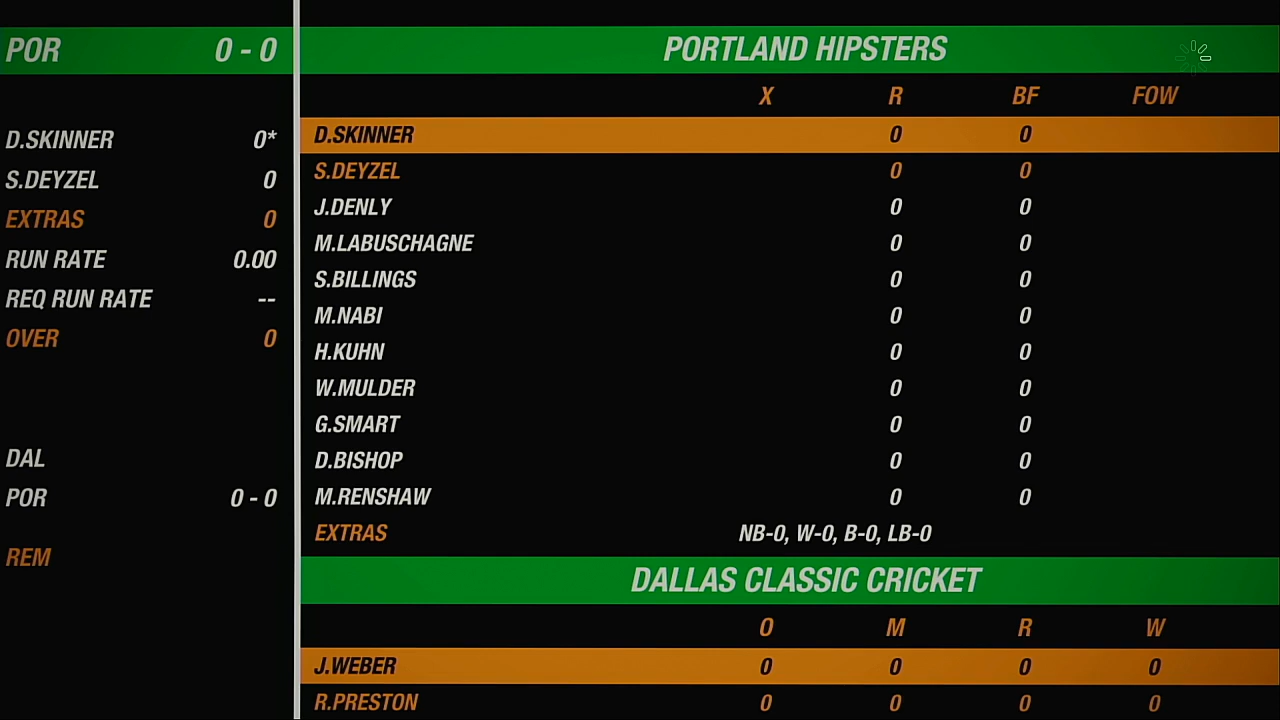 POR 0 - 0
D.SKINNER 0*
S.DEYZEL 0
EXTRAS 0
RUN RATE 0.00
REQ RUN RATE --
OVER 0
DAL
POR 0 - 0
REM
PORTLAND HIPSTERS
X R BF FOW
D.SKINNER 0 0
S.DEYZEL 0 0
J.DENLY 0 0
M.LABUSCHAGNE 0 0
S.BILLINGS 0 0
M.NABI 0 0
H.KUHN 0 0
W.MULDER 0 0
G.SMART 0 0
D.BISHOP 0 0
M.RENSHAW 0 0
EXTRAS NB-0, W-0, B-0, LB-0
DALLAS CLASSIC CRICKET
O M R W
J.WEBER 0 0 0 0
R.PRESTON 0 0 0 0